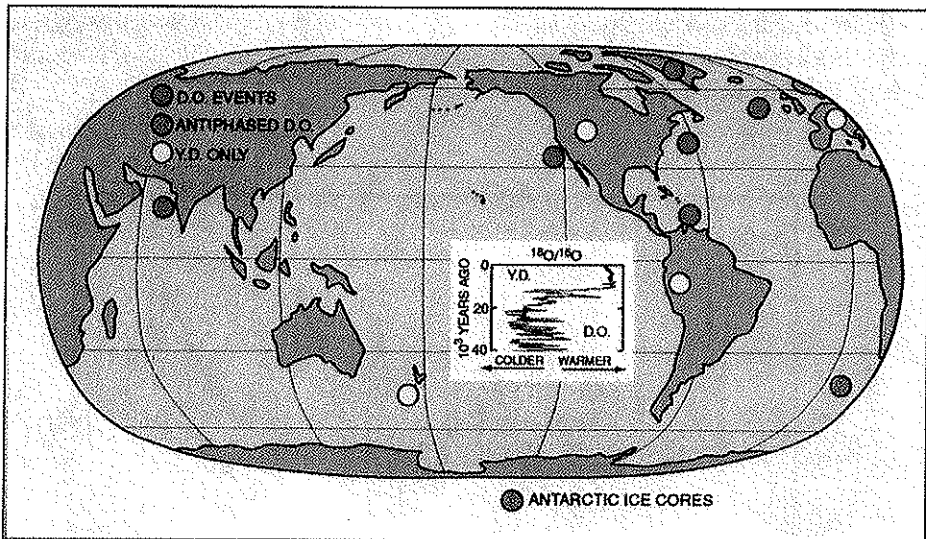 D.O. EVENTS
ANTIPHASED D.O.
Y.D. ONLY
¹⁸O/¹⁶O
Y.D.
D.O.
0
20
40
10³ YEARS AGO
COLDER WARMER
ANTARCTIC ICE CORES